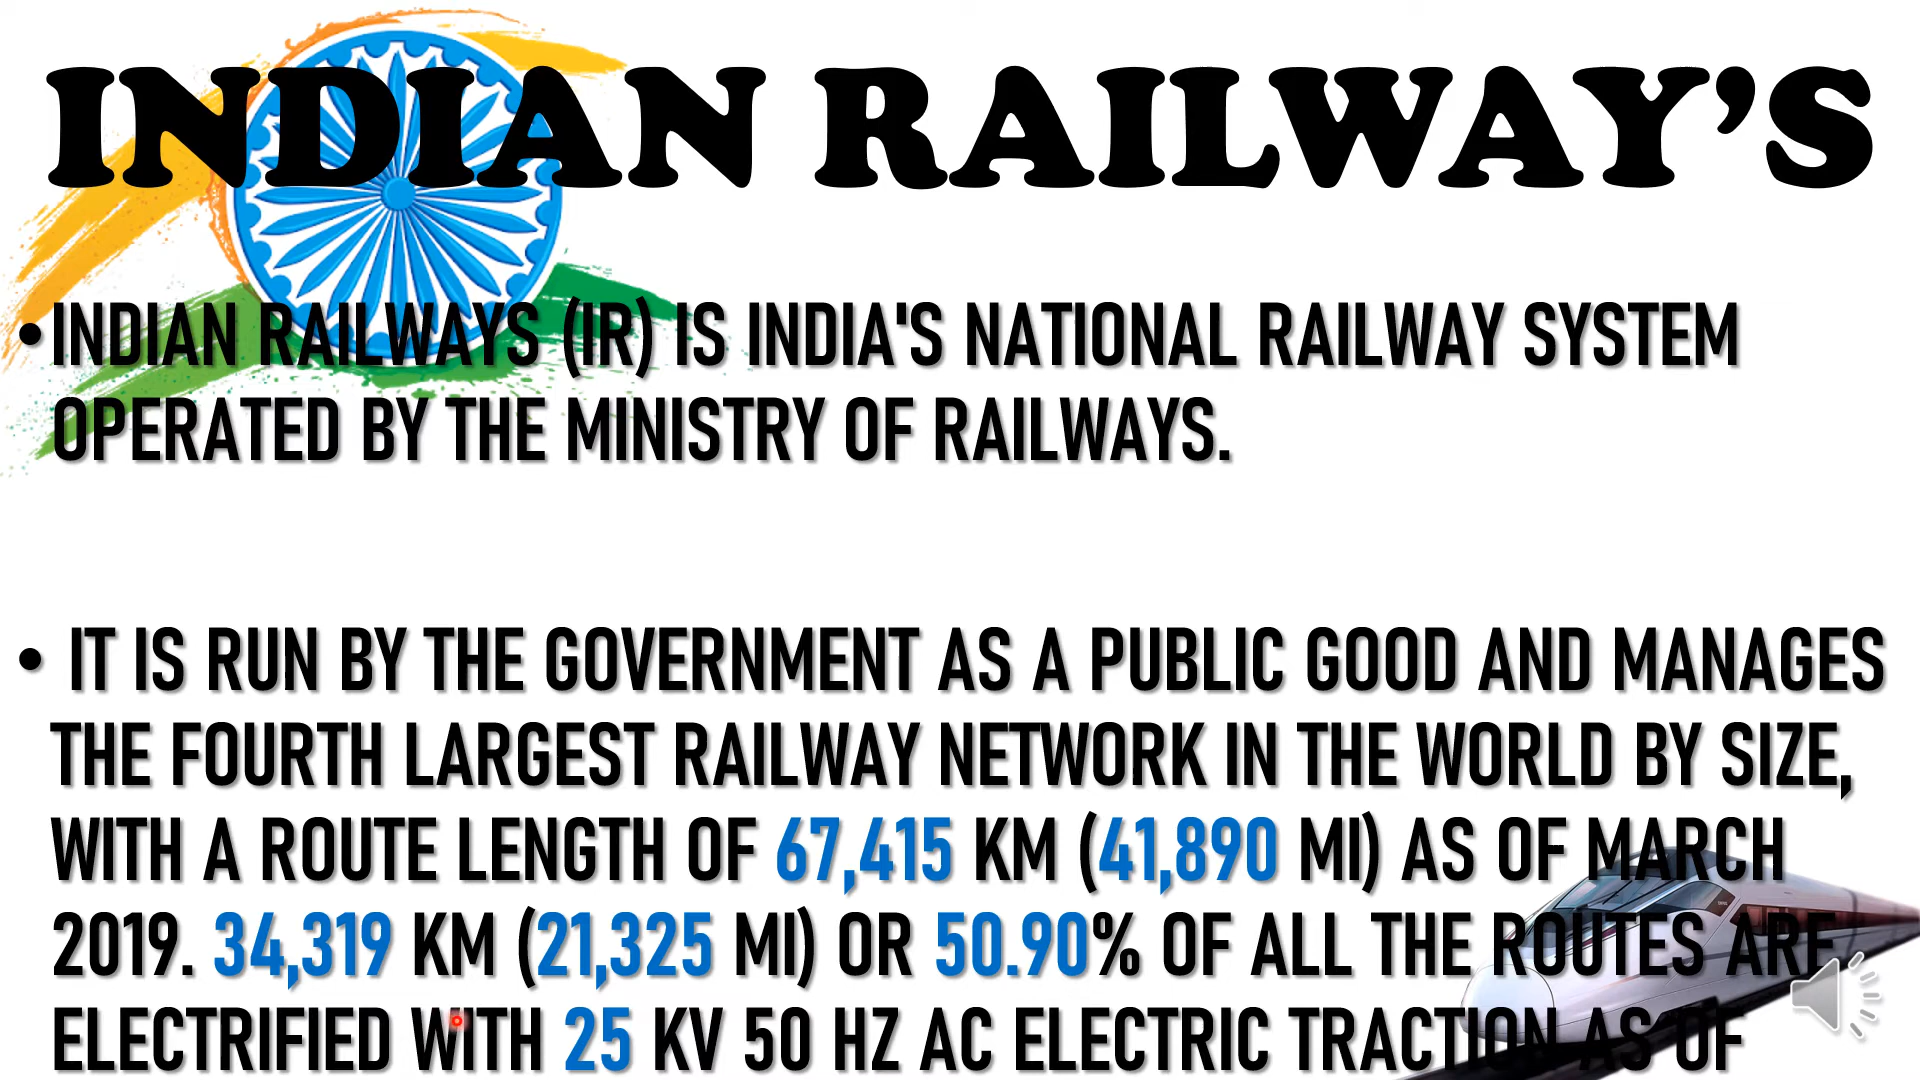 INDIAN RAILWAY’S
•INDIAN RAILWAYS (IR) IS INDIA'S NATIONAL RAILWAY SYSTEM
OPERATED BY THE MINISTRY OF RAILWAYS.
• IT IS RUN BY THE GOVERNMENT AS A PUBLIC GOOD AND MANAGES
THE FOURTH LARGEST RAILWAY NETWORK IN THE WORLD BY SIZE,
WITH A ROUTE LENGTH OF 67,415 KM (41,890 MI) AS OF MARCH
2019. 34,319 KM (21,325 MI) OR 50.90% OF ALL THE ROUTES ARE
ELECTRIFIED WITH 25 KV 50 HZ AC ELECTRIC TRACTION AS OF